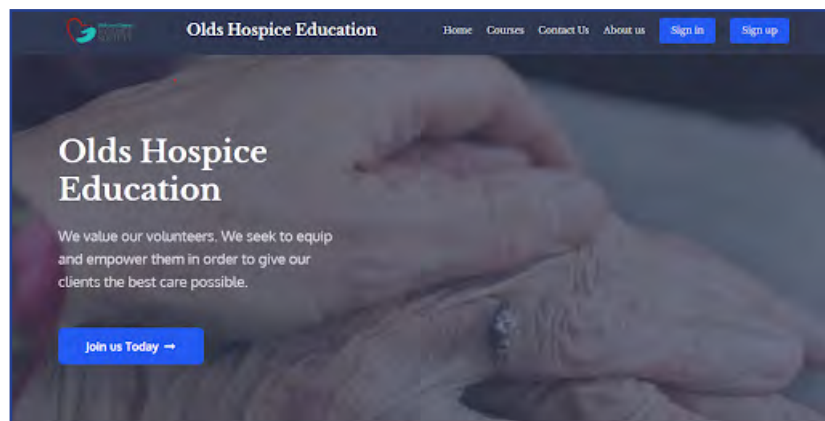 Olds Hospice Education
Home Courses Contact Us About us Sign in Sign up
Olds Hospice
Education
We value our volunteers. We seek to equip
and empower them in order to give our
clients the best care possible.
Join us Today →